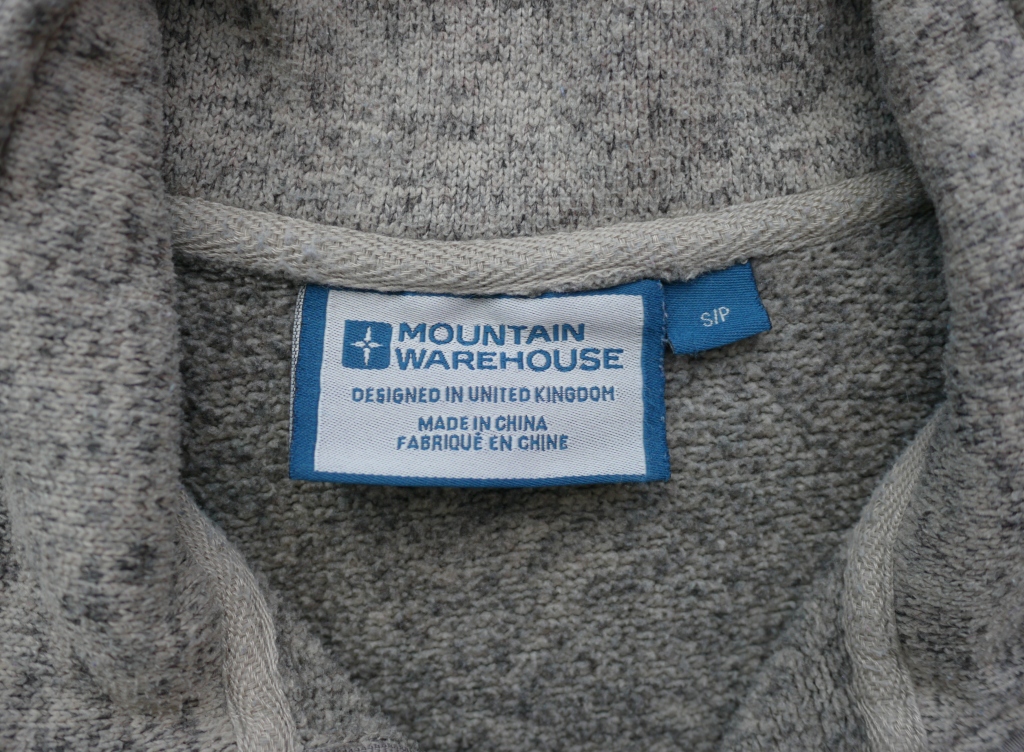 MOUNTAIN
WAREHOUSE
DESIGNED IN UNITED KINGDOM
MADE IN CHINA
FABRIQUÉ EN CHINE
S/P